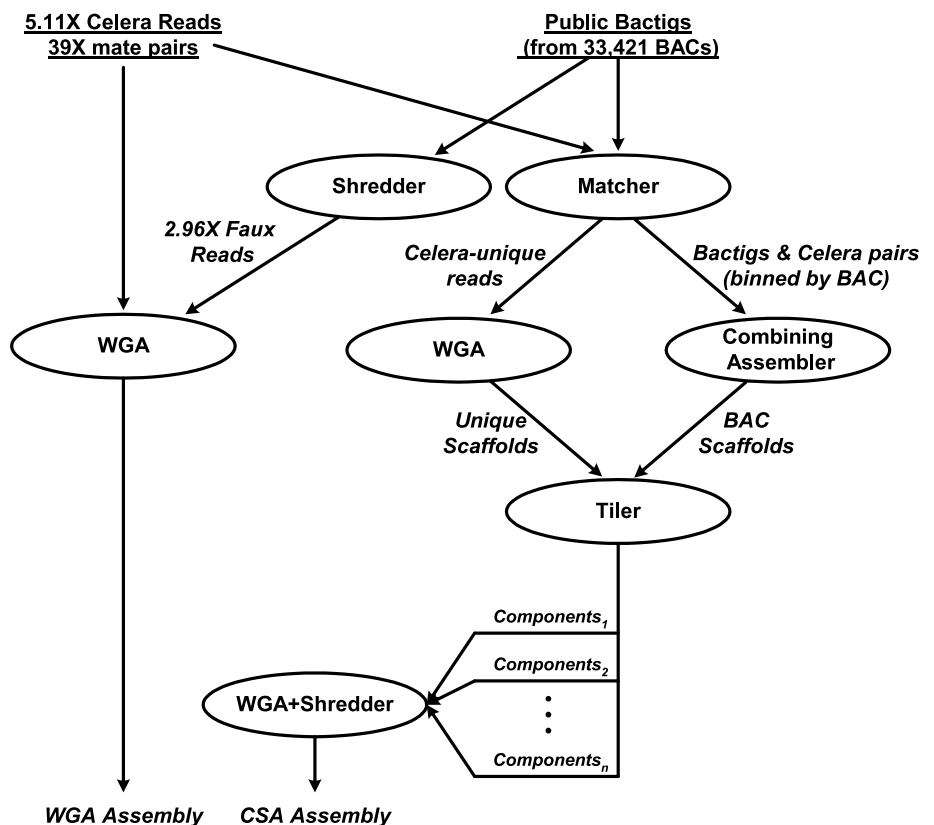 5.11X Celera Reads
39X mate pairs
Public Bactigs
(from 33,421 BACs)
Shredder
Matcher
2.96X Faux
Reads
Celera-unique
reads
Bactigs & Celera pairs
(binned by BAC)
WGA
WGA
Combining
Assembler
Unique
Scaffolds
BAC
Scaffolds
Tiler
Components1
Components2
WGA+Shredder
Componentsn
WGA Assembly
CSA Assembly